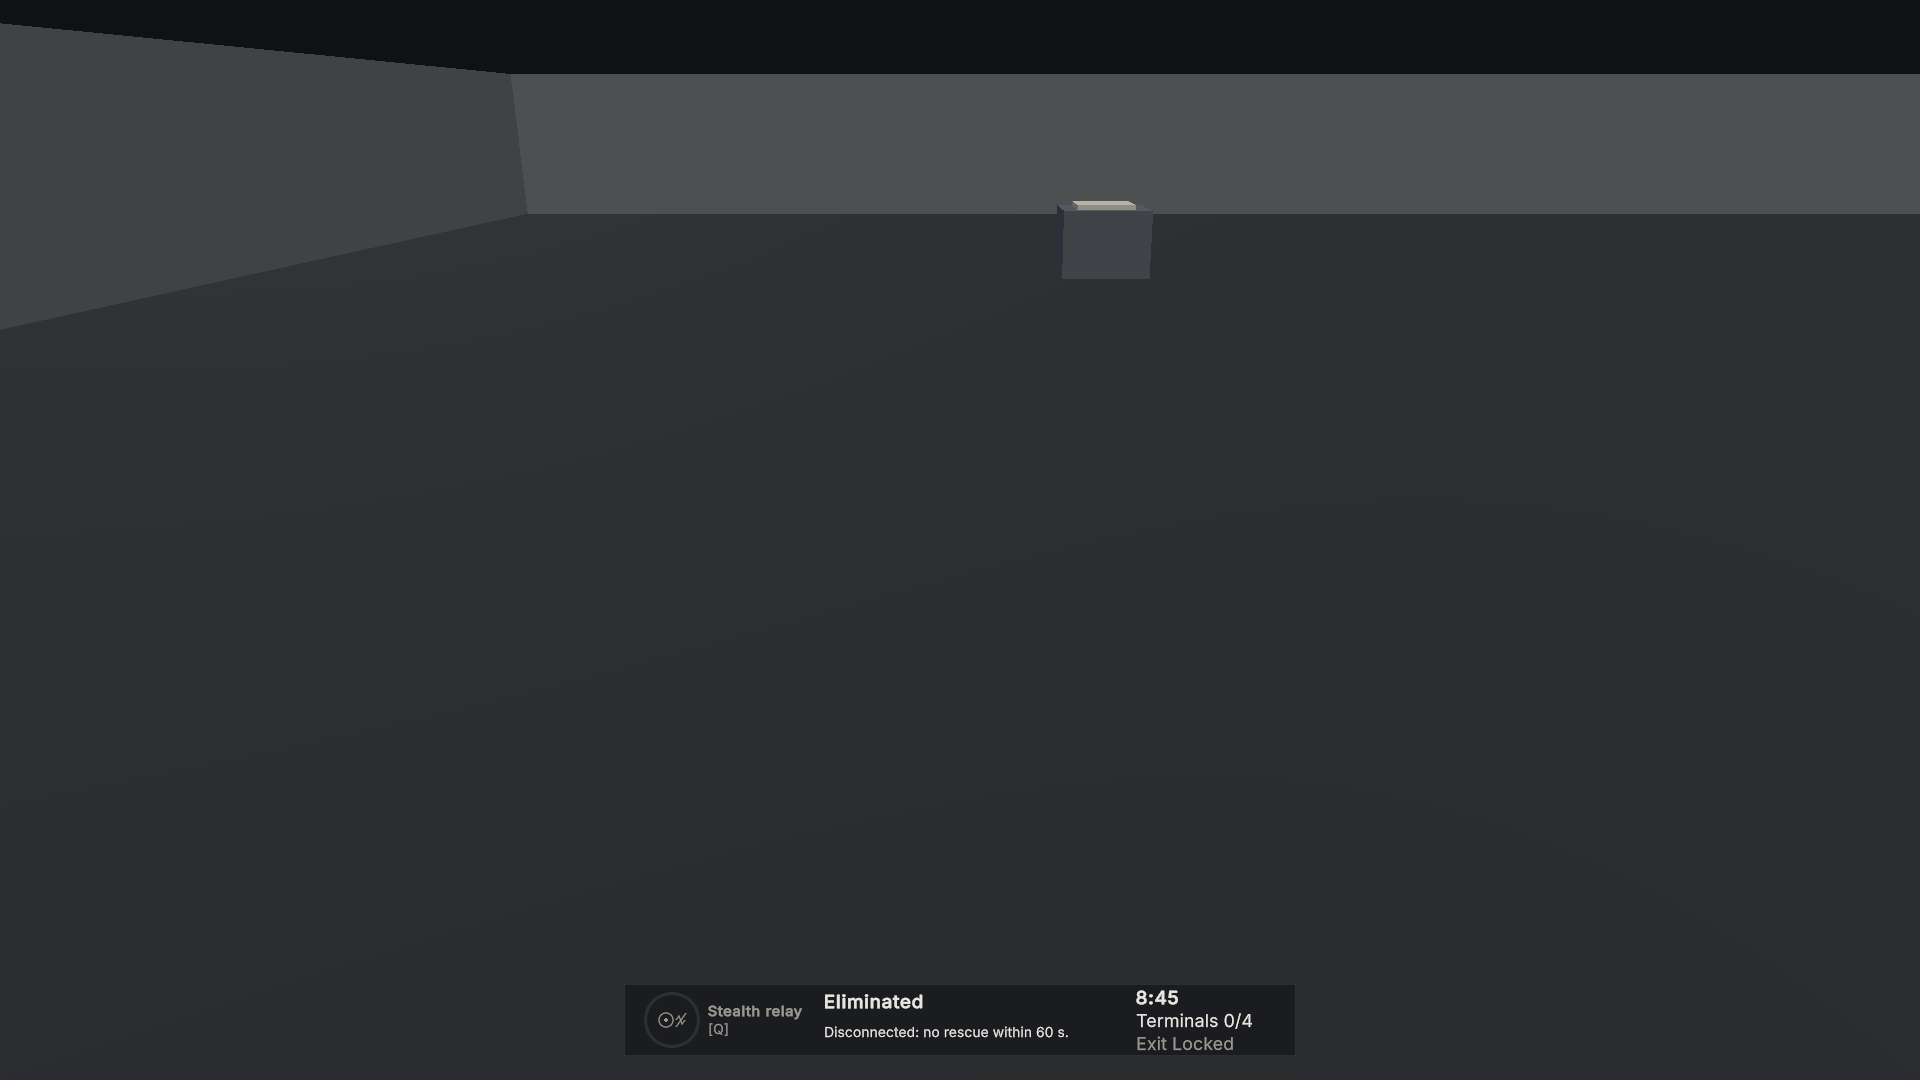 Stealth relay
[Q]
Eliminated
Disconnected: no rescue within 60 s.
8:45
Terminals 0/4
Exit Locked